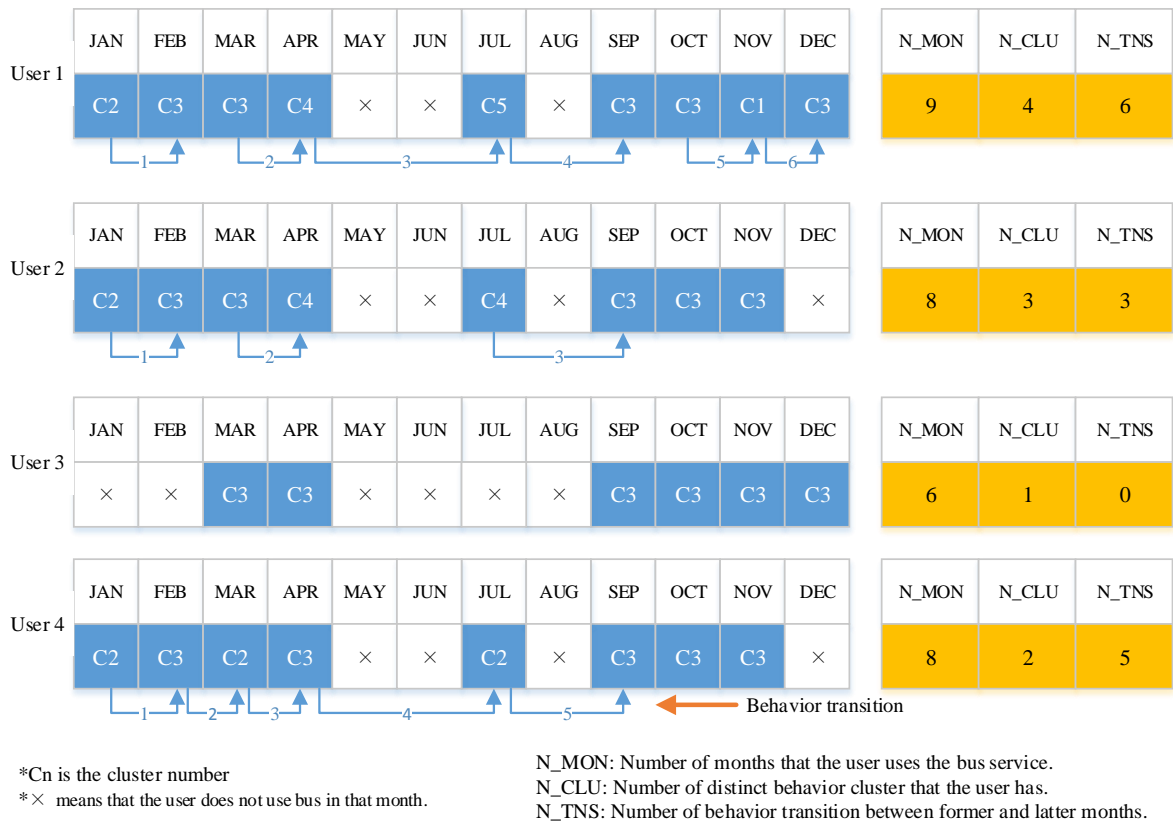 JAN FEB MAR APR MAY JUN JUL AUG SEP OCT NOV DEC N_MON N_CLU N_TNS
User 1
C2 C3 C3 C4 × × C5 × C3 C3 C1 C3 9 4 6
1 2 3 4 5 6
JAN FEB MAR APR MAY JUN JUL AUG SEP OCT NOV DEC N_MON N_CLU N_TNS
User 2
C2 C3 C3 C4 × × C4 × C3 C3 C3 × 8 3 3
1 2 3
JAN FEB MAR APR MAY JUN JUL AUG SEP OCT NOV DEC N_MON N_CLU N_TNS
User 3
× × C3 C3 × × × × C3 C3 C3 C3 6 1 0
JAN FEB MAR APR MAY JUN JUL AUG SEP OCT NOV DEC N_MON N_CLU N_TNS
User 4
C2 C3 C2 C3 × × C2 × C3 C3 C3 × 8 2 5
1 2 3 4 5 Behavior transition
*Cn is the cluster number
*× means that the user does not use bus in that month.
N_MON: Number of months that the user uses the bus service.
N_CLU: Number of distinct behavior cluster that the user has.
N_TNS: Number of behavior transition between former and latter months.